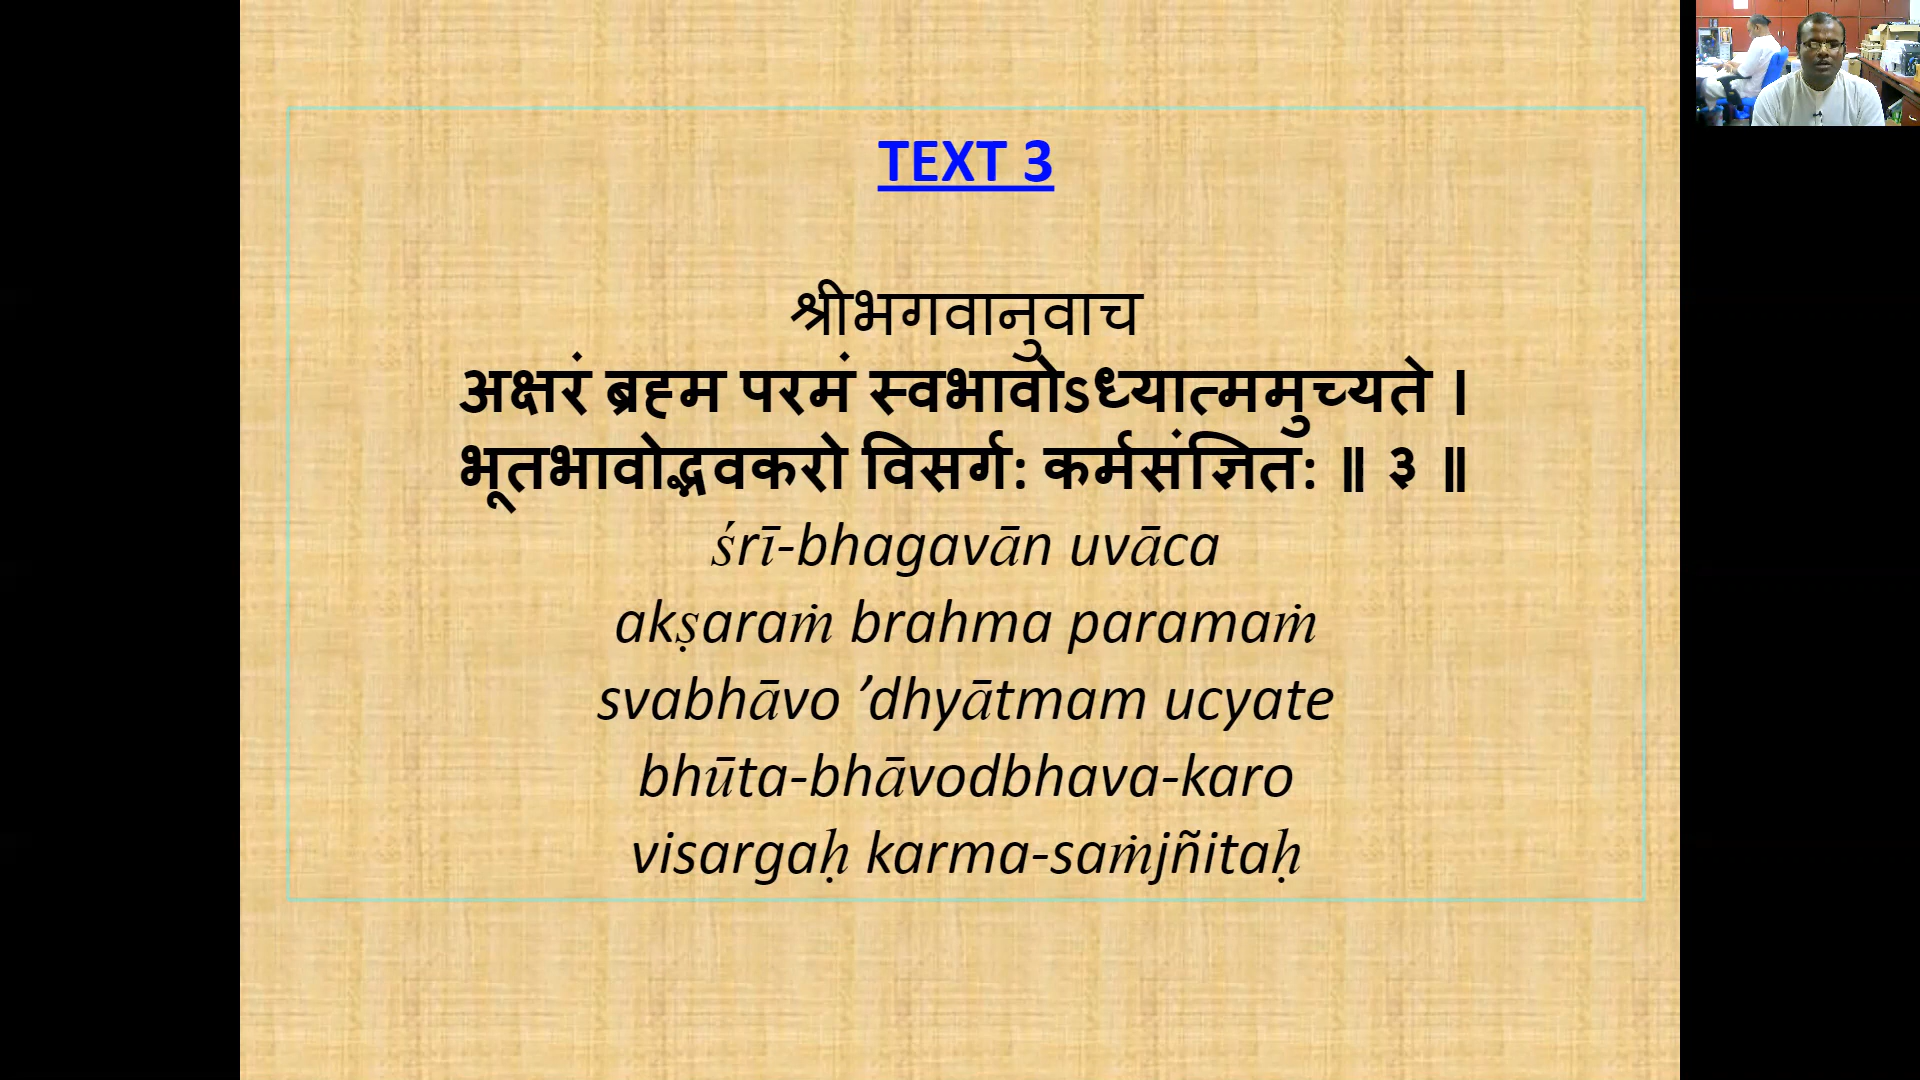 TEXT 3
श्रीभगवानुवाच
अक्षरं ब्रह्म परमं स्वभावोऽध्यात्ममुच्यते ।
भूतभावोद्भवकरो विसर्ग: कर्मसंज्ञित: ॥ ३ ॥
śrī-bhagavān uvāca
akṣaraṁ brahma paramaṁ
svabhāvo ’dhyātmam ucyate
bhūta-bhāvodbhava-karo
visargaḥ karma-saṁjñitaḥ